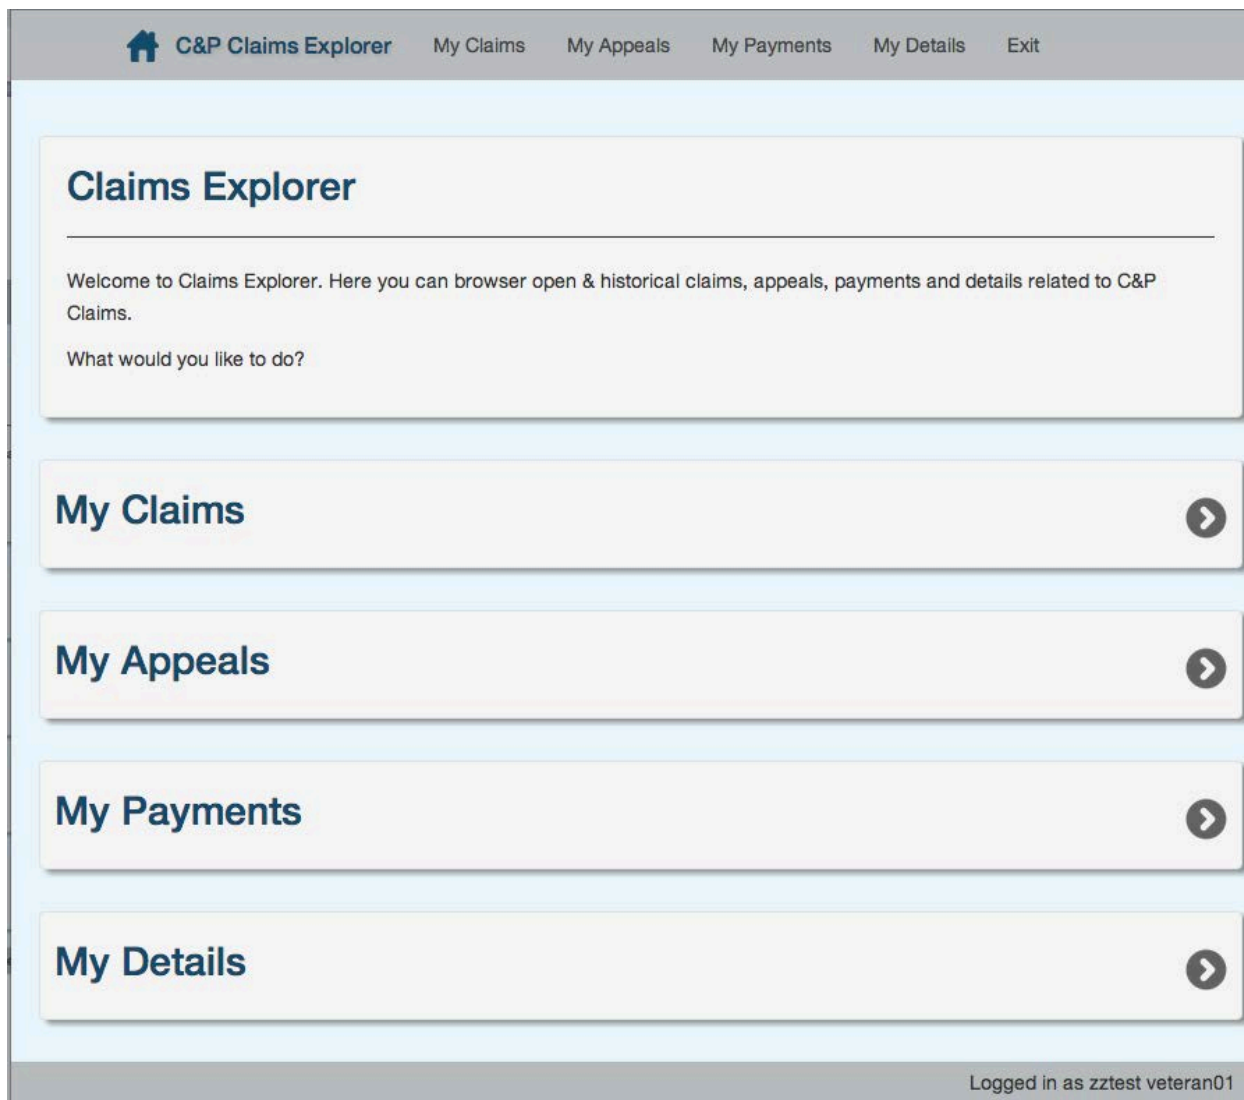 C&P Claims Explorer My Claims My Appeals My Payments My Details Exit
Claims Explorer
Welcome to Claims Explorer. Here you can browser open & historical claims, appeals, payments and details related to C&P
Claims.
What would you like to do?
My Claims
My Appeals
My Payments
My Details
Logged in as zztest veteran01